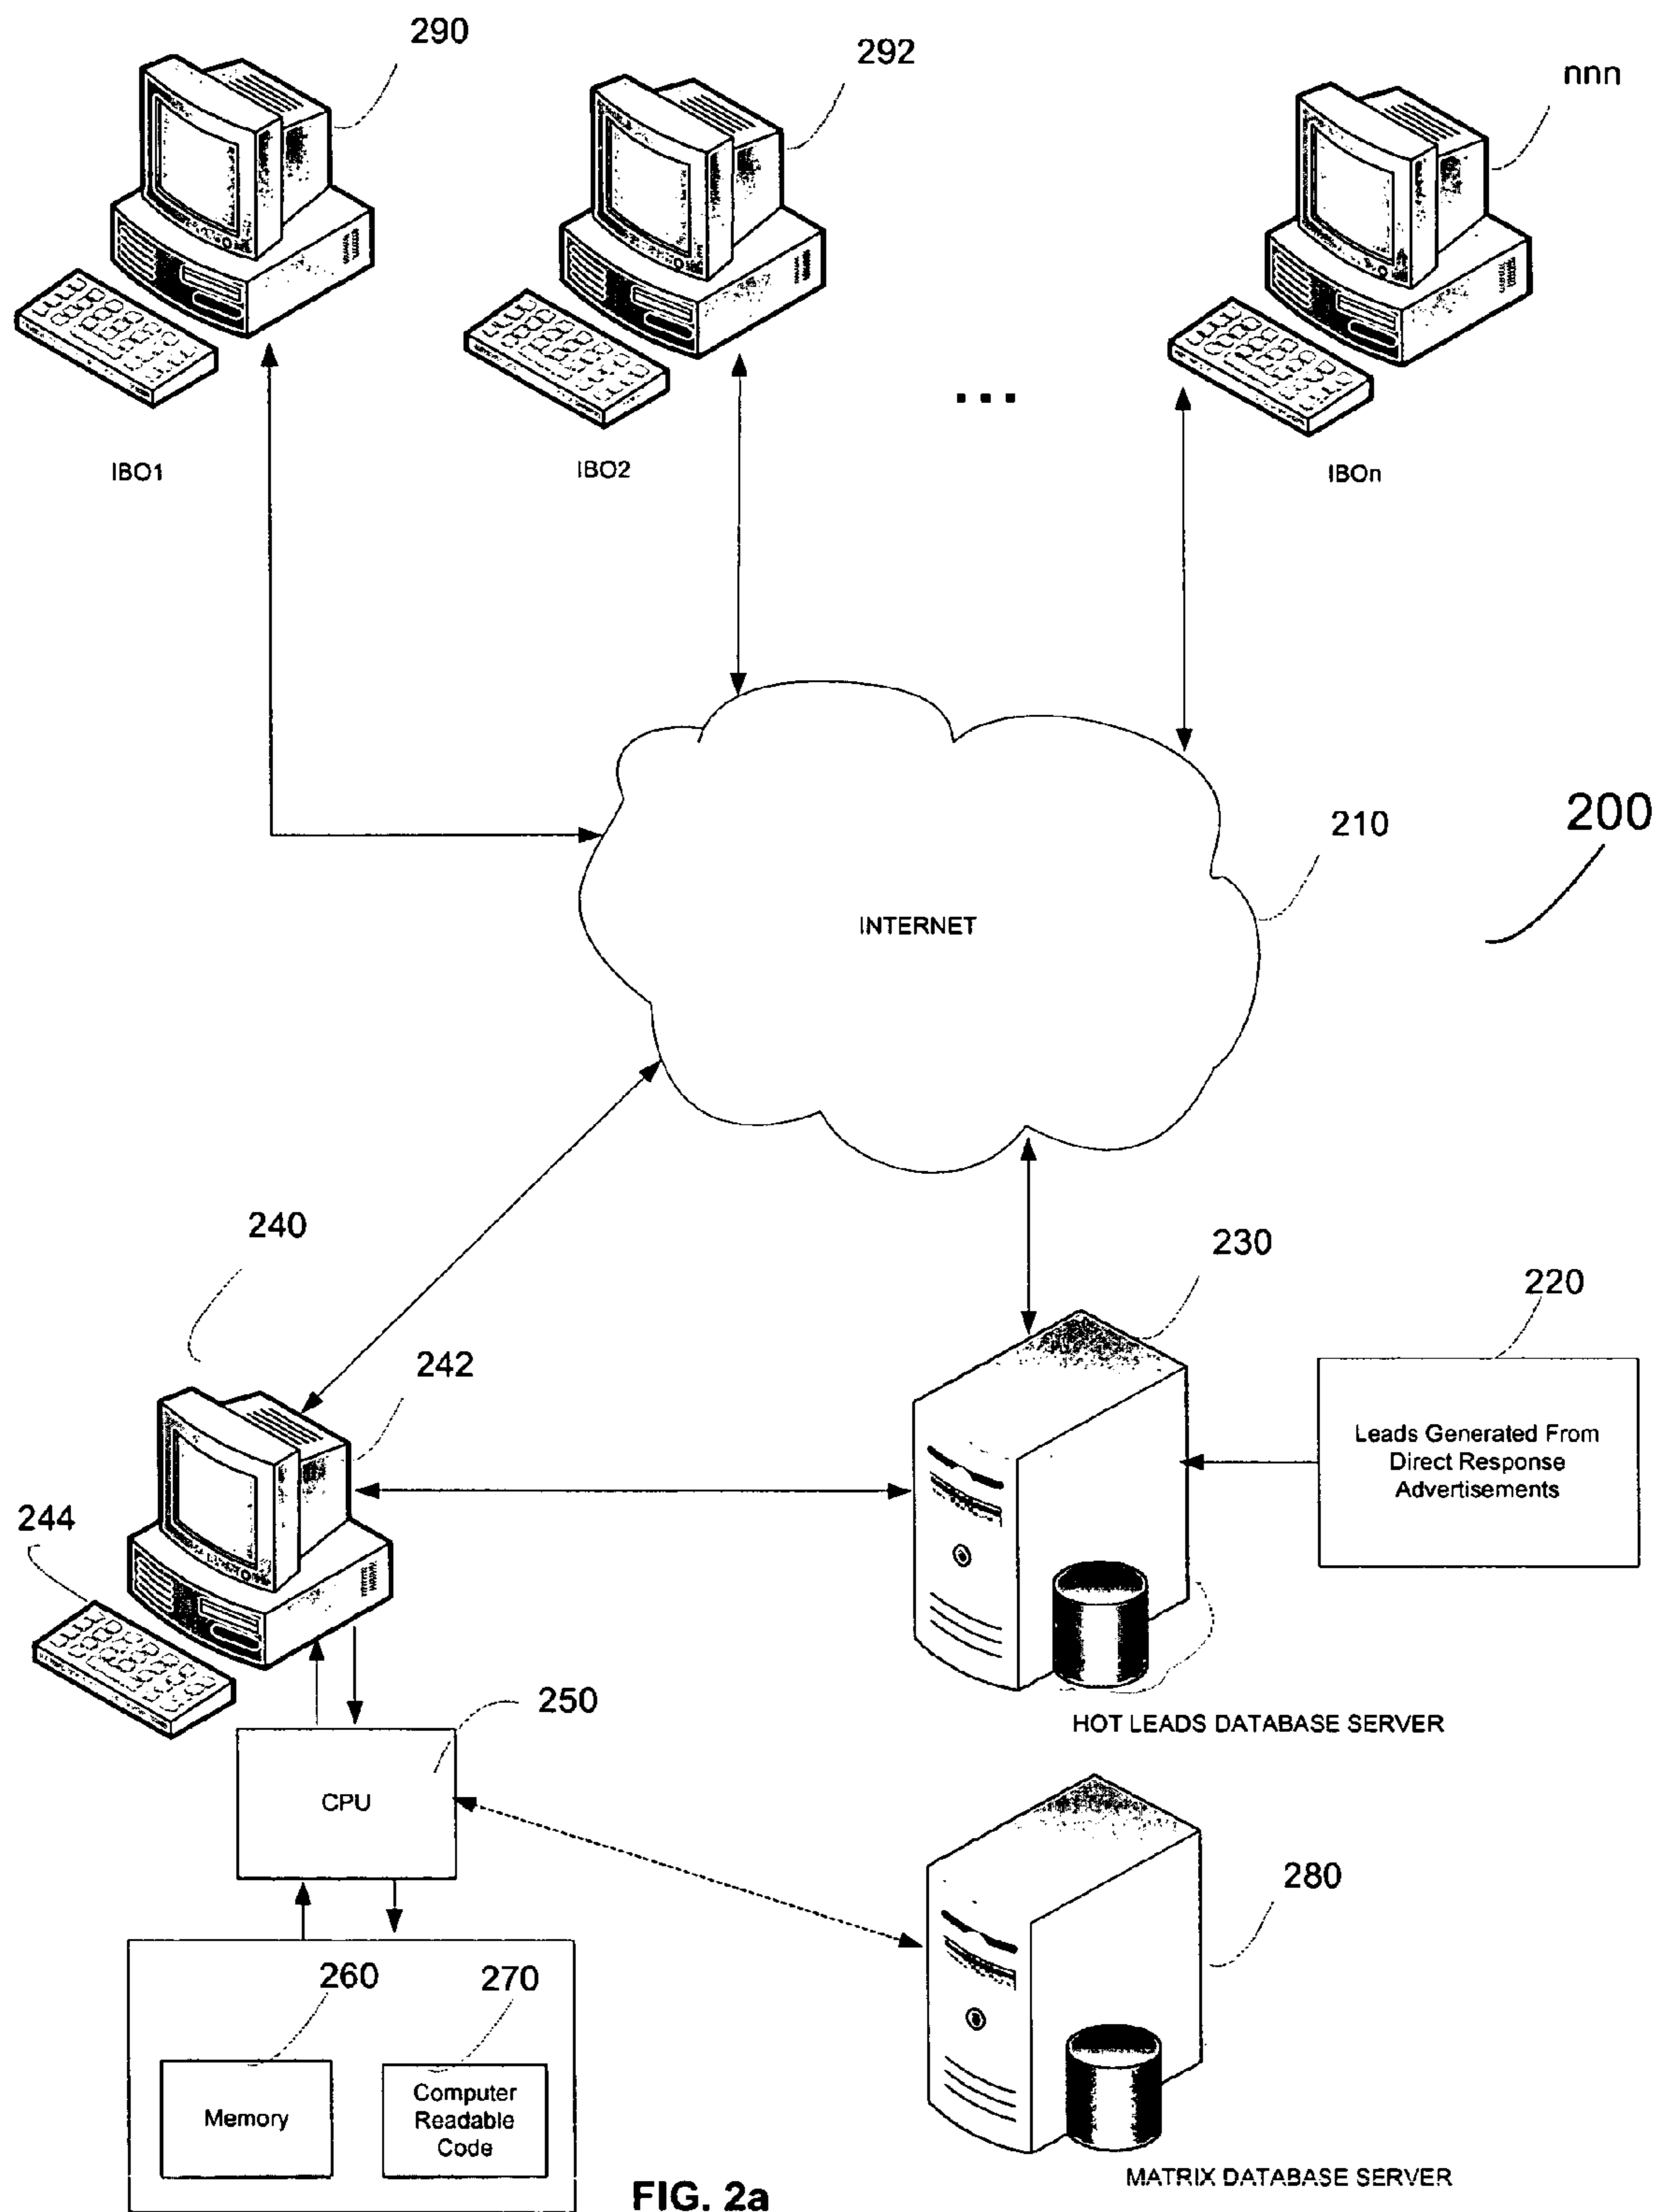 290
292
nnn
IBO1
IBO2
...
IBOn
200
210
INTERNET
240
230
220
242
Leads Generated From
Direct Response
Advertisements
244
250
HOT LEADS DATABASE SERVER
CPU
280
260
270
Memory
Computer
Readable
Code
MATRIX DATABASE SERVER
FIG. 2a